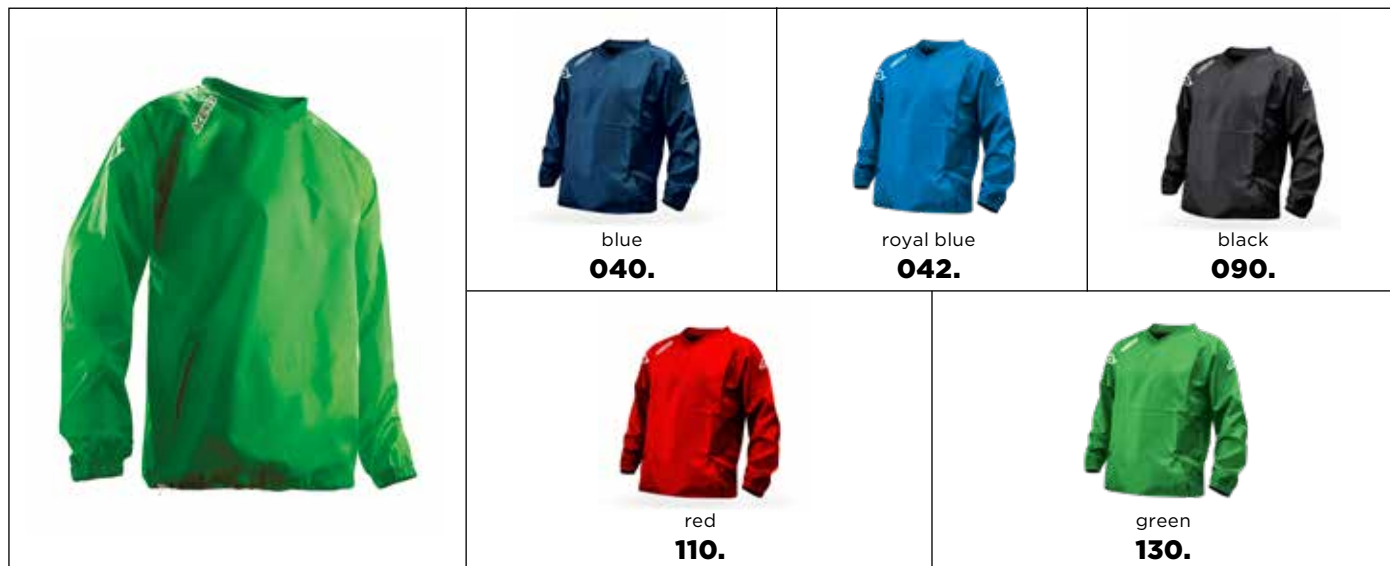 blue
040.
royal blue
042.
black
090.
red
110.
green
130.